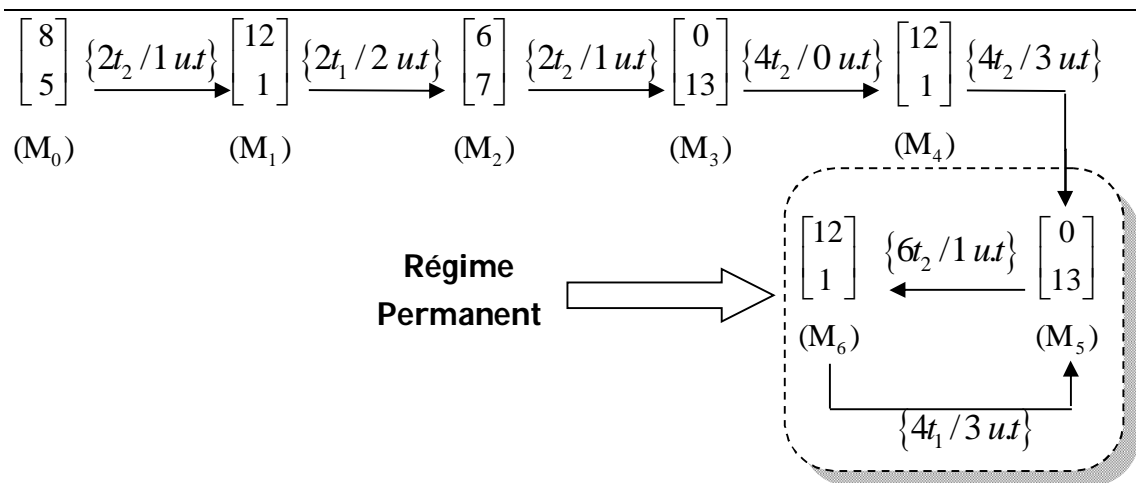 [8 5] {2t₂ /1 u.t} [12 1] {2t₁ /2 u.t} [6 7] {2t₂ /1 u.t} [0 13] {4t₂ /0 u.t} [12 1] {4t₂ /3 u.t}
(M₀) (M₁) (M₂) (M₃) (M₄)
[12 1] {6t₂ /1 u.t} [0 13]
Régime
Permanent
(M₆) (M₅)
{4t₁ /3 u.t}